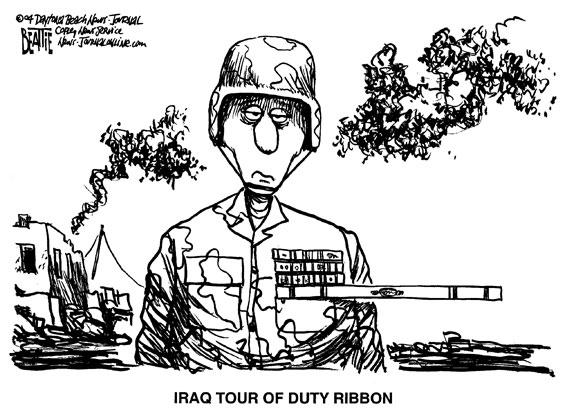 ©'04 DAYTONA BEACH NEWS-JOURNAL
BEATTIE COPLEY NEWS SERVICE
NEWS-JOURNALONLINE.COM
IRAQ TOUR OF DUTY RIBBON